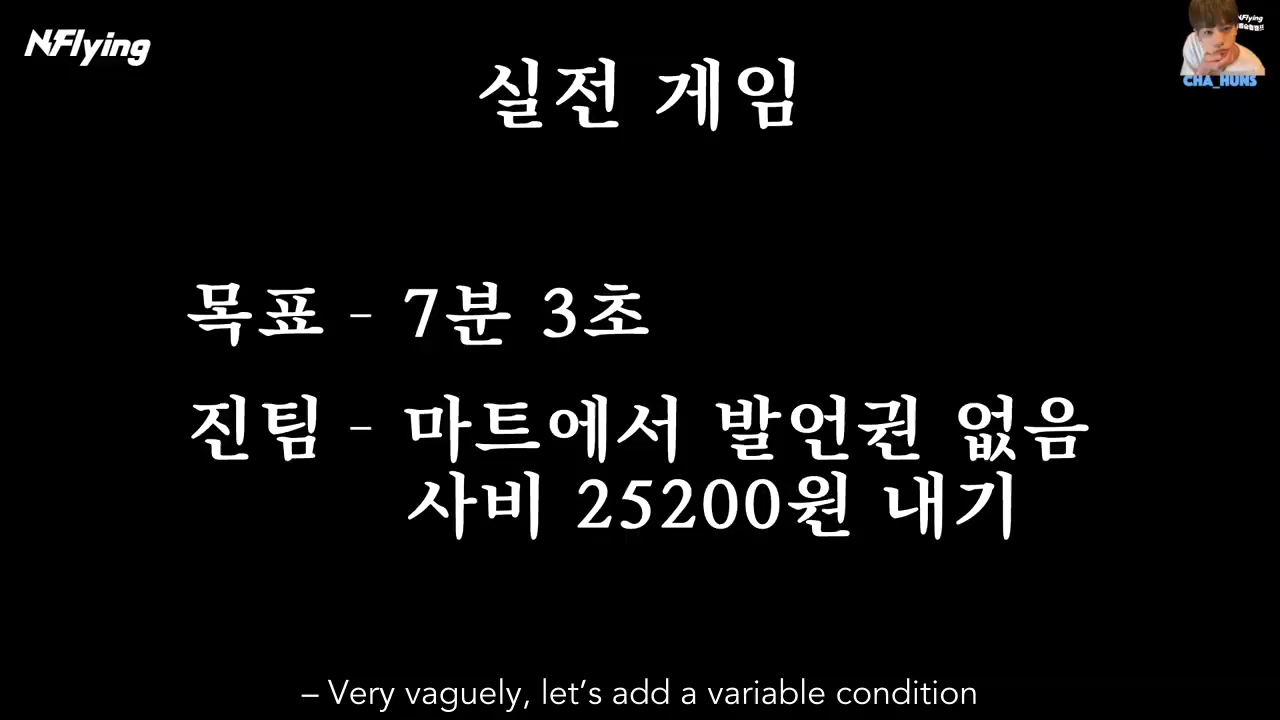 NFlying
NFlying
CHA_HUNS
실전 게임
목표 - 7분 3초
진팀 - 마트에서 발언권 없음
사비 25200원 내기
– Very vaguely, let’s add a variable condition